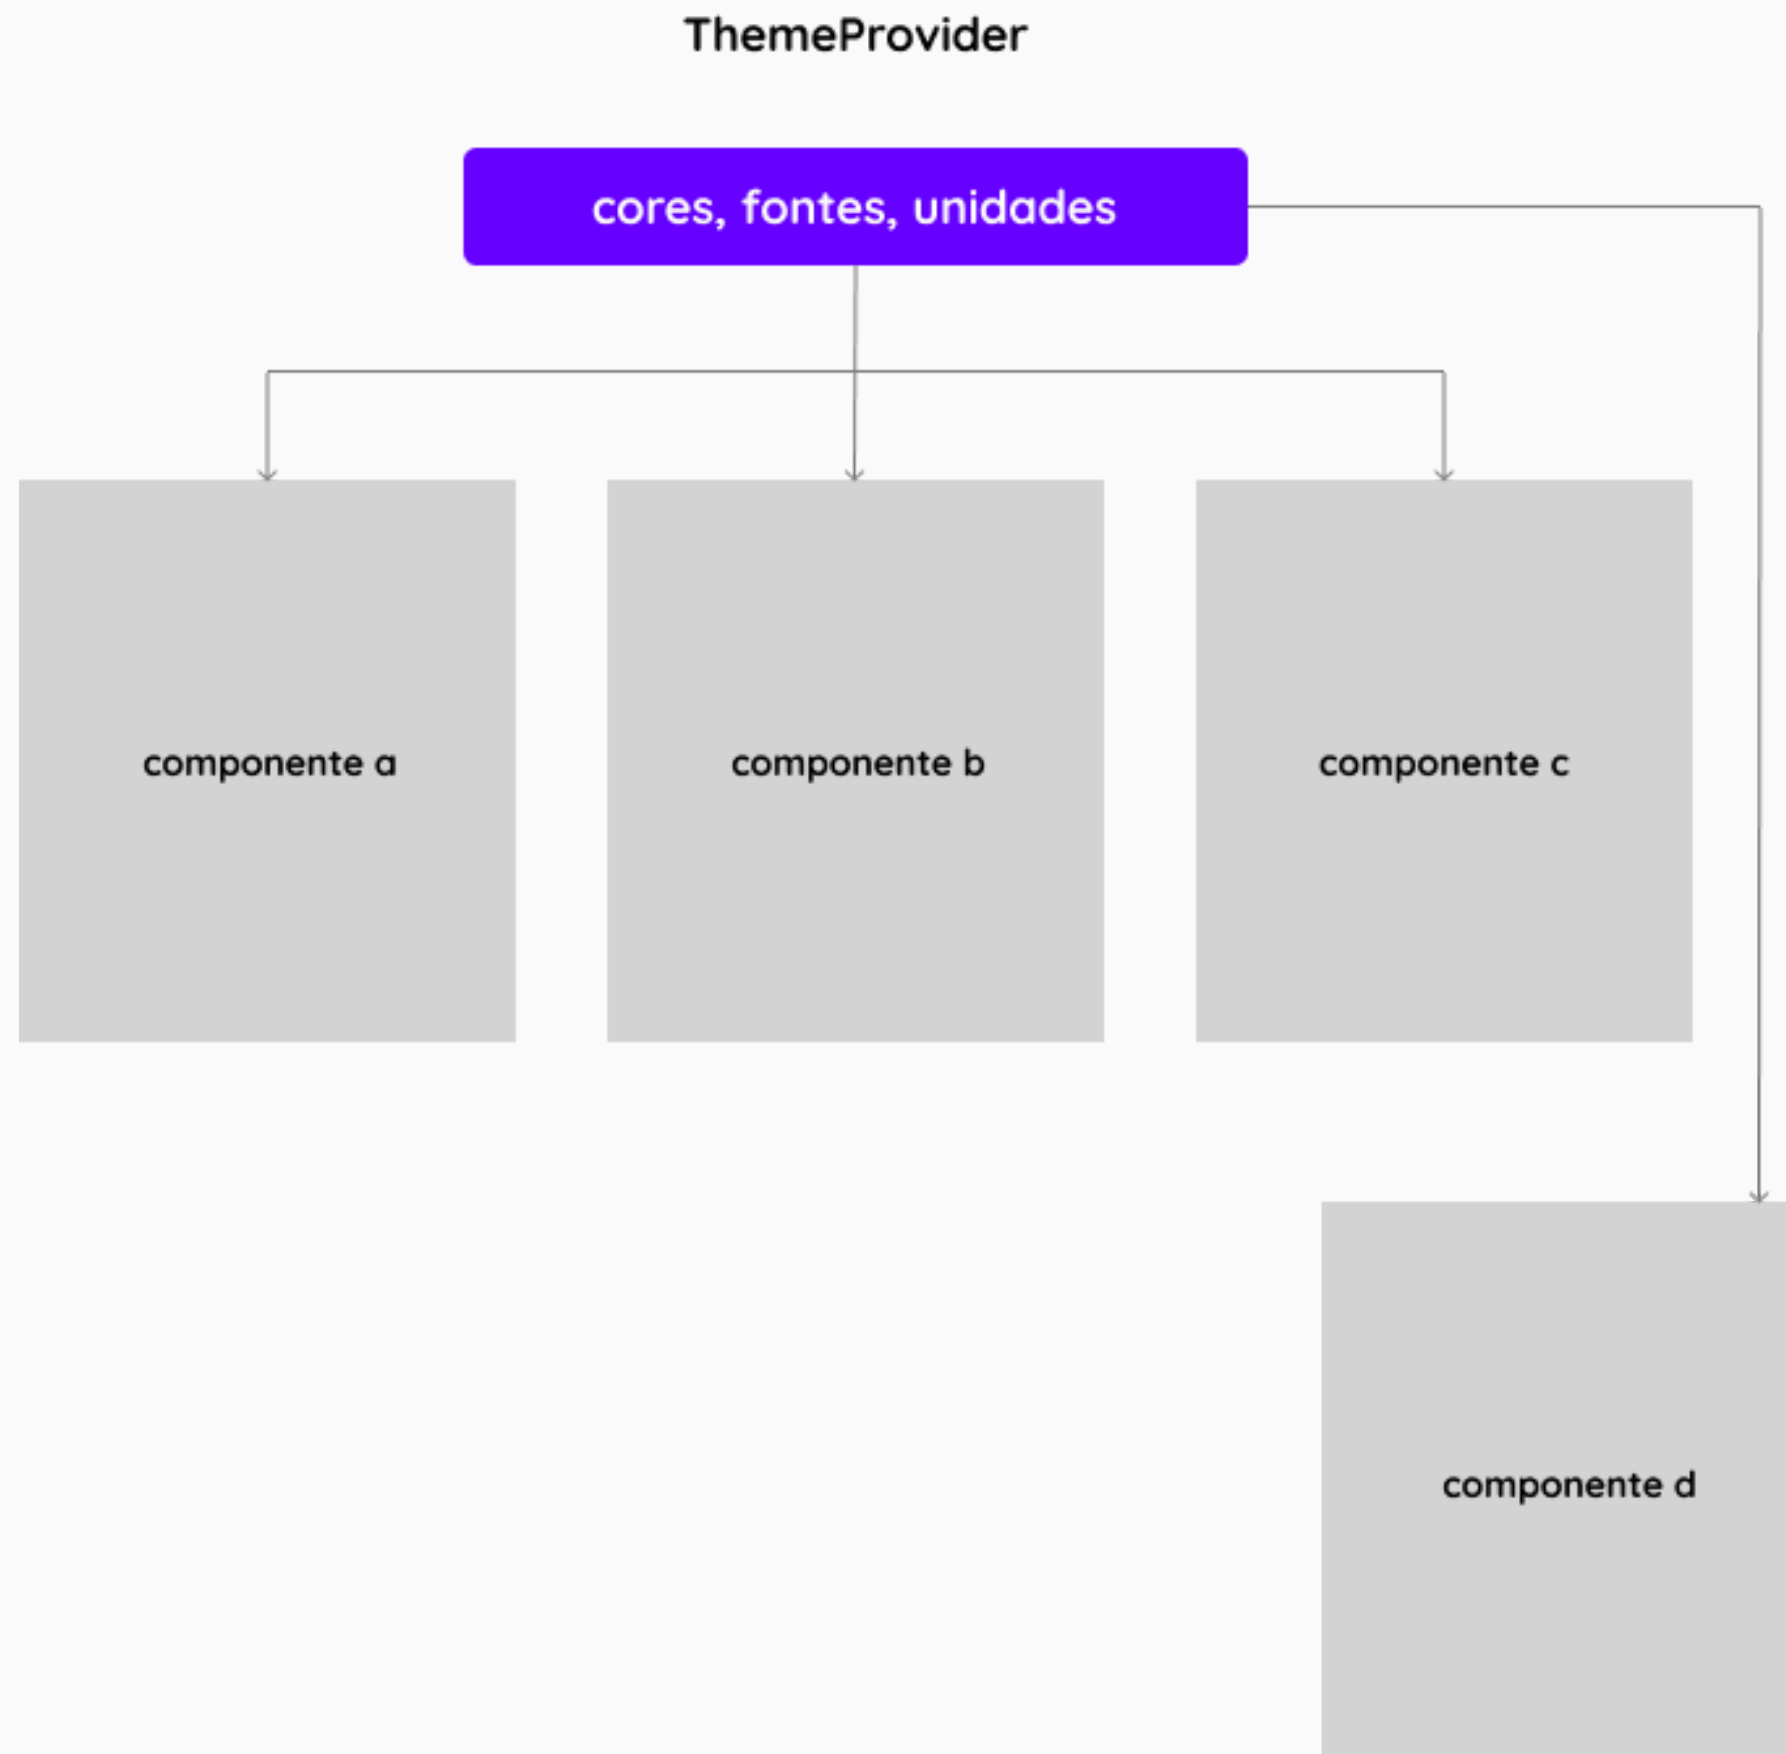 ThemeProvider
cores, fontes, unidades
componente a
componente b
componente c
componente d